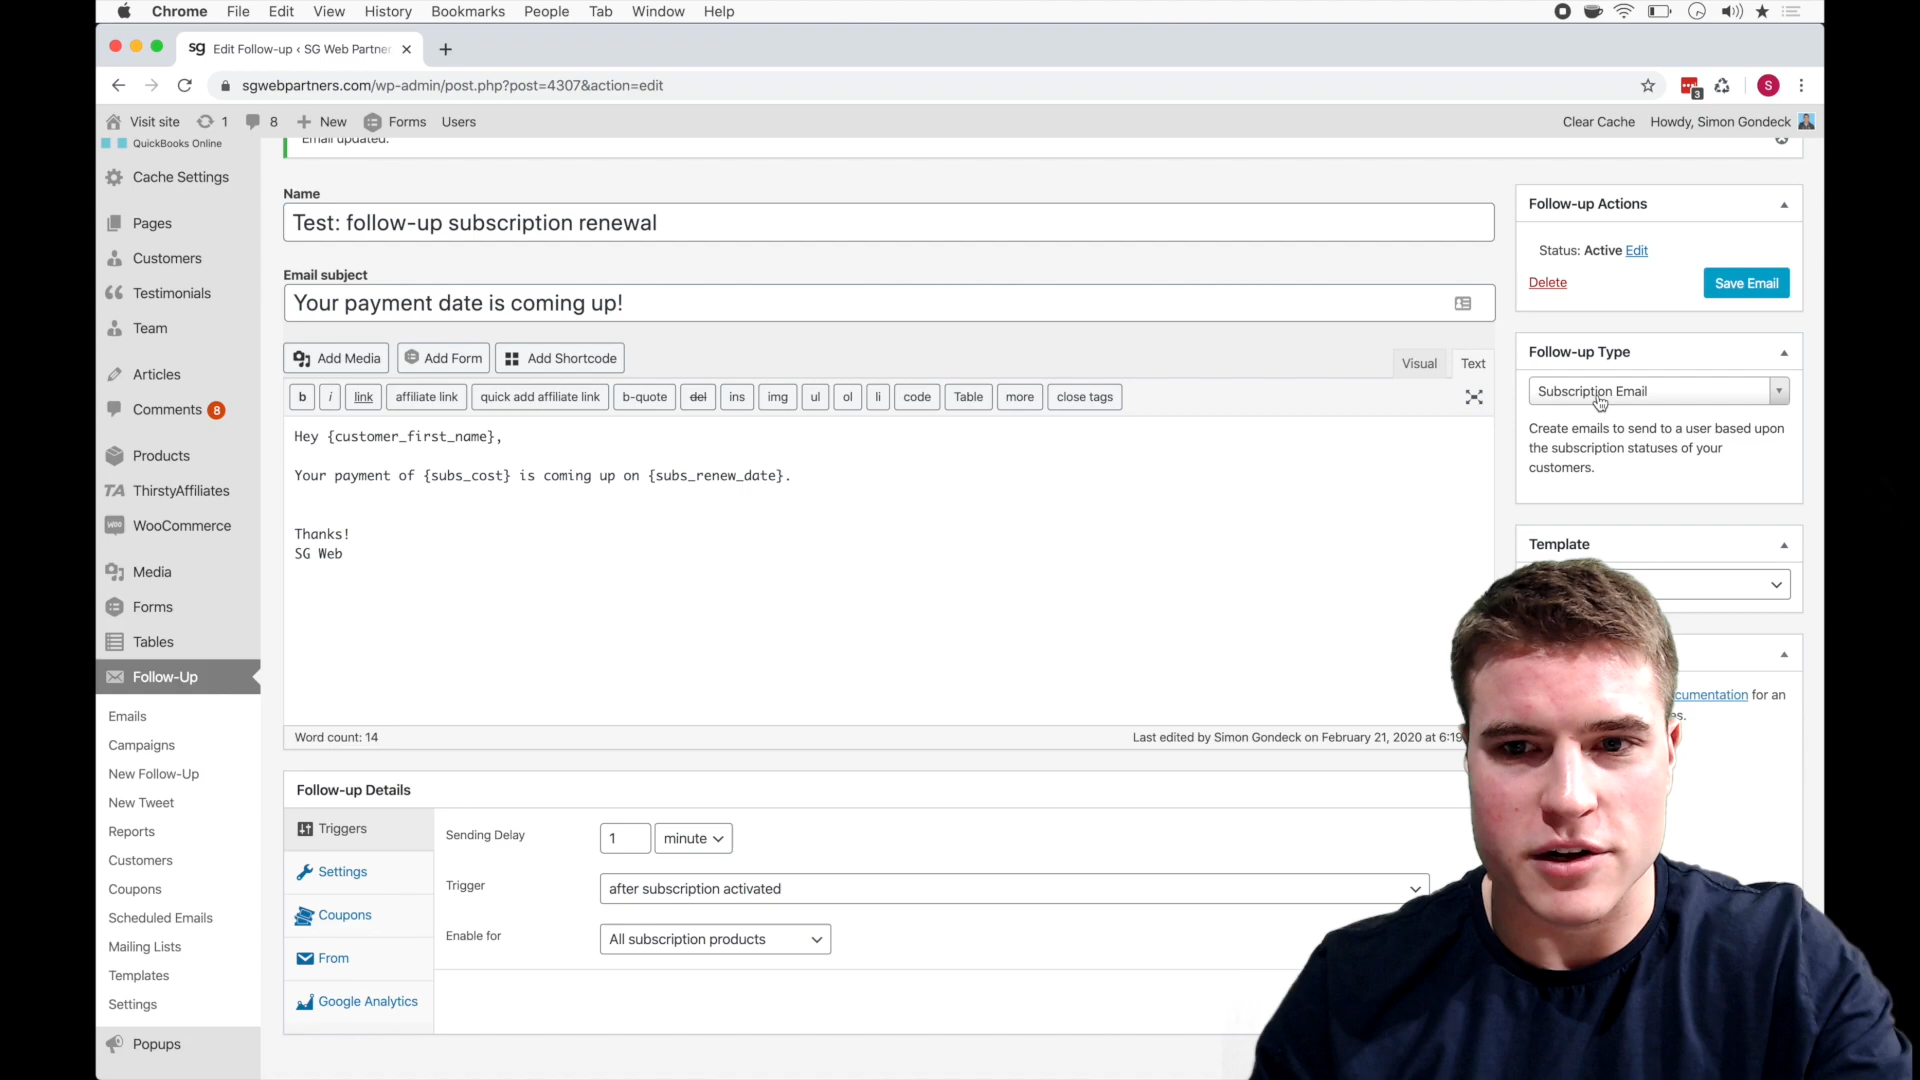 Chrome File Edit View History Bookmarks People Tab Window Help
sg Edit Follow-up ‹ SG Web Partner
sgwebpartners.com/wp-admin/post.php?post=4307&action=edit
3
S
Visit site 1 8 New Forms Users Clear Cache Howdy, Simon Gondeck
QuickBooks Online
Cache Settings
Pages
Customers
Testimonials
Team
Articles
Comments 8
Products
TA ThirstyAffiliates
woo WooCommerce
Media
Forms
Tables
Follow-Up
Emails
Campaigns
New Follow-Up
New Tweet
Reports
Customers
Coupons
Scheduled Emails
Mailing Lists
Templates
Settings
Popups
Email updated.
Name
Test: follow-up subscription renewal
Email subject
Your payment date is coming up!
Add Media Add Form Add Shortcode Visual Text
b i link affiliate link quick add affiliate link b-quote del ins img ul ol li code Table more close tags
Hey {customer_first_name},
Your payment of {subs_cost} is coming up on {subs_renew_date}.
Thanks!
SG Web
Word count: 14 Last edited by Simon Gondeck on February 21, 2020 at 6:19
Follow-up Details
Triggers
Settings
Coupons
From
Google Analytics
Sending Delay 1 minute
Trigger after subscription activated
Enable for All subscription products
Follow-up Actions
Status: Active Edit
Delete Save Email
Follow-up Type
Subscription Email
Create emails to send to a user based upon
the subscription statuses of your
customers.
Template
cumentation for an
es.